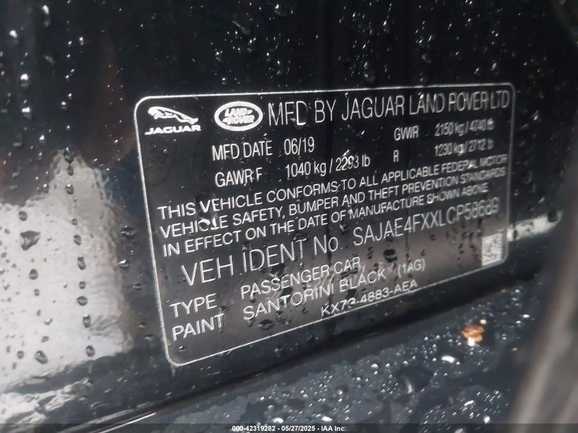 JAGUAR LAND ROVER MFD BY JAGUAR LAND ROVER LTD
MFD DATE 06/19 GVWR 2150 kg / 4740 lb
GAWR F 1040 kg / 2293 lb R 1230 kg / 2712 lb
THIS VEHICLE CONFORMS TO ALL APPLICABLE FEDERAL MOTOR
VEHICLE SAFETY, BUMPER AND THEFT PREVENTION STANDARDS
IN EFFECT ON THE DATE OF MANUFACTURE SHOWN ABOVE.
VEH IDENT No. SAJAE4FXXLCP58689
TYPE PASSENGER CAR
PAINT SANTORINI BLACK (1AG)
KX73-4883-AEA
000-42319282 - 05/27/2025 - IAA Inc.